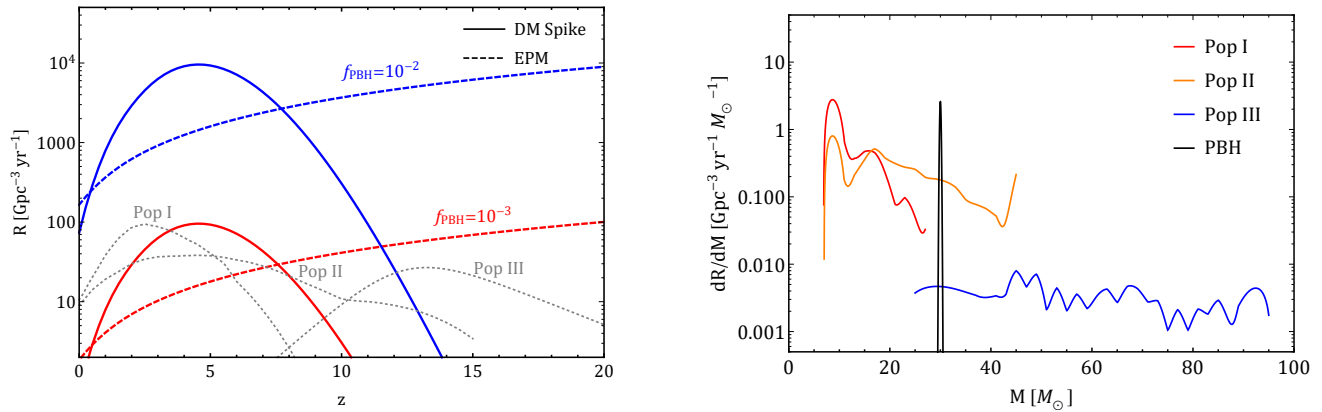 DM Spike
EPM
f_PBH=10^-2
f_PBH=10^-3
Pop I
Pop II
Pop III
10^4
1000
100
10
R [Gpc^-3 yr^-1]
0 5 10 15 20
z
Pop I
Pop II
Pop III
PBH
10
1
0.100
0.010
0.001
dR/dM [Gpc^-3 yr^-1 M_⊙^-1]
0 20 40 60 80 100
M [M_⊙]